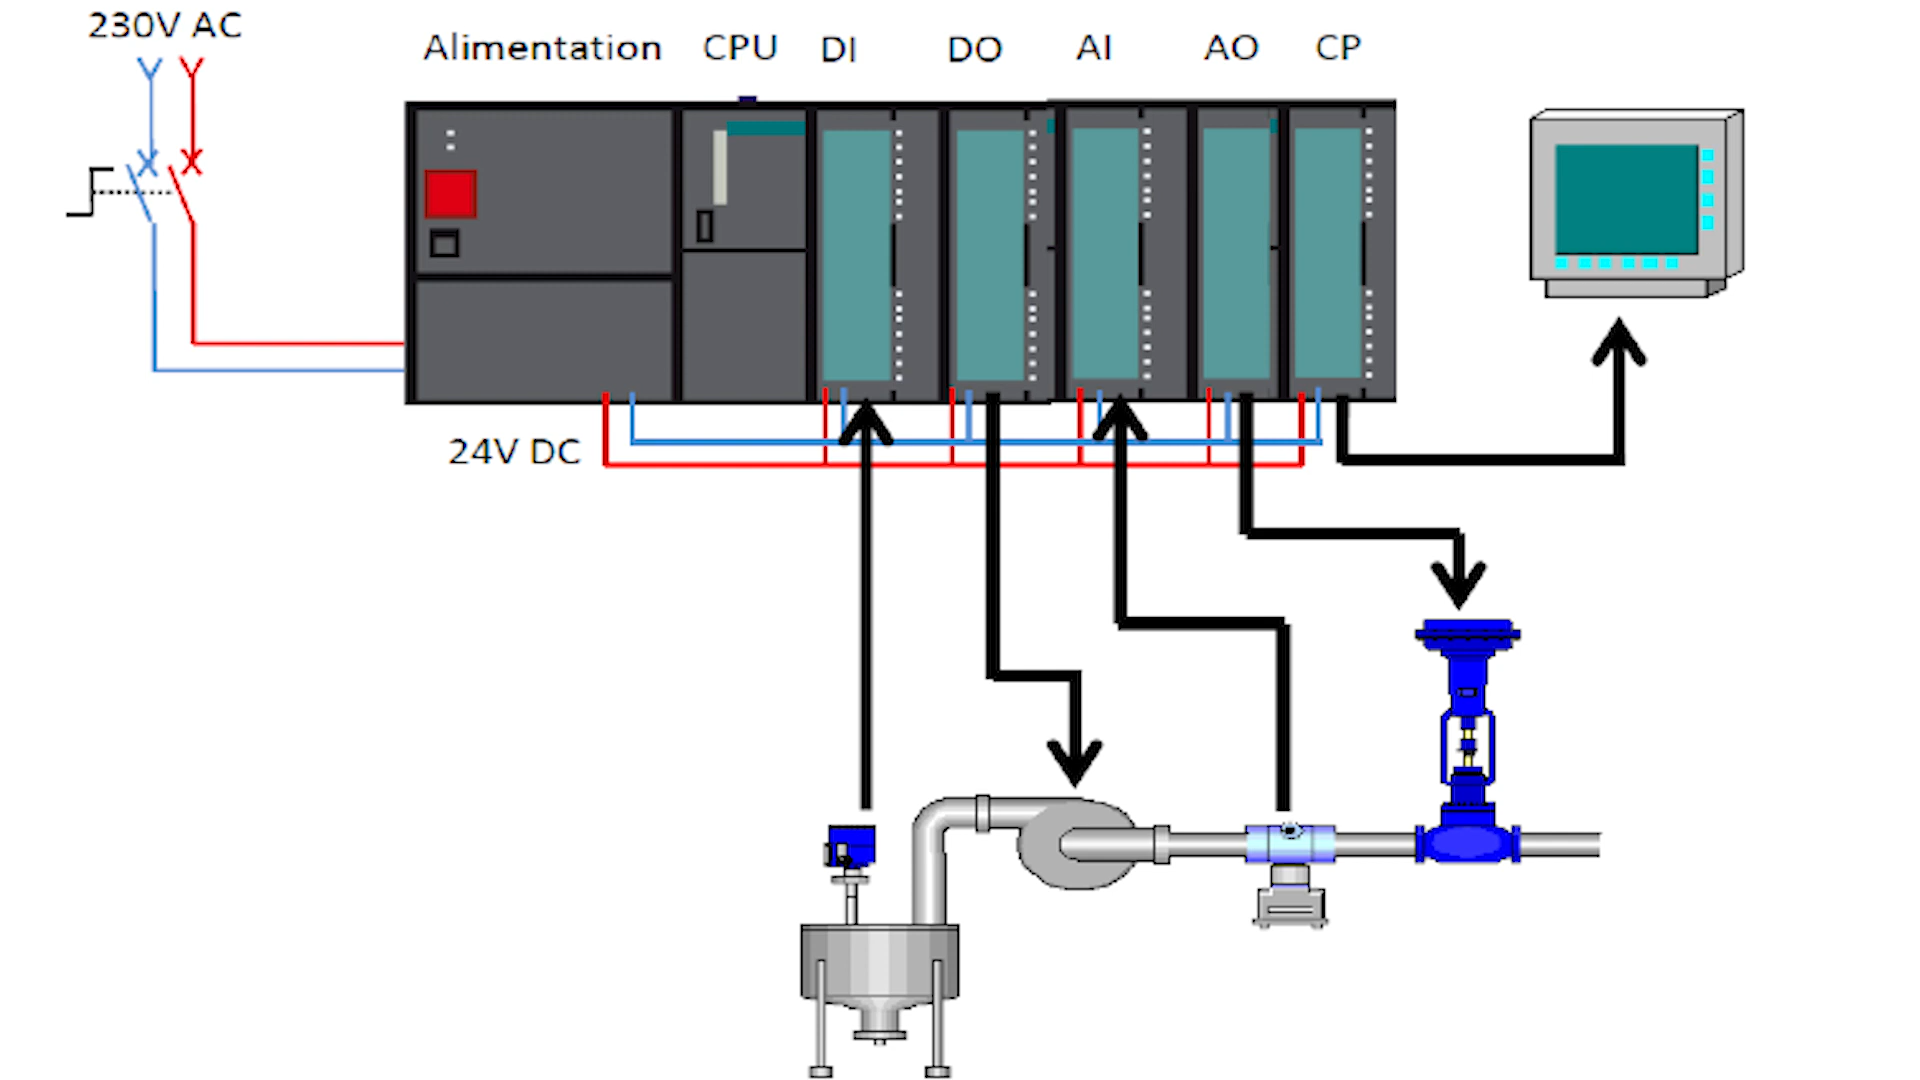 230V AC
Alimentation
CPU
DI
DO
AI
AO
CP
24V DC